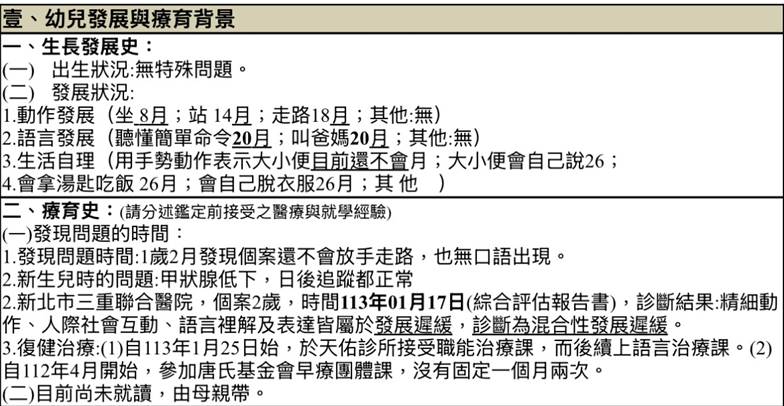 壹、幼兒發展與療育背景
一、生長發展史：
(一) 出生狀況:無特殊問題。
(二) 發展狀況:
1.動作發展（坐 8月；站 14月；走路18月；其他:無）
2.語言發展（聽懂簡單命令20月；叫爸媽20月；其他:無）
3.生活自理（用手勢動作表示大小便目前還不會月；大小便會自己說26；
4.會拿湯匙吃飯 26月；會自己脫衣服26月；其 他 ）
二、療育史：(請分述鑑定前接受之醫療與就學經驗)
(一)發現問題的時間：
1.發現問題時間:1歲2月發現個案還不會放手走路，也無口語出現。
2.新生兒時的問題:甲狀腺低下，日後追蹤都正常
2.新北市三重聯合醫院，個案2歲，時間113年01月17日(綜合評估報告書)，診斷結果:精細動
作、人際社會互動、語言裡解及表達皆屬於發展遲緩，診斷為混合性發展遲緩。
3.復健治療:(1)自113年1月25日始，於天佑診所接受職能治療課，而後續上語言治療課。(2)
自112年4月開始，參加唐氏基金會早療團體課，沒有固定一個月兩次。
(二)目前尚未就讀，由母親帶。